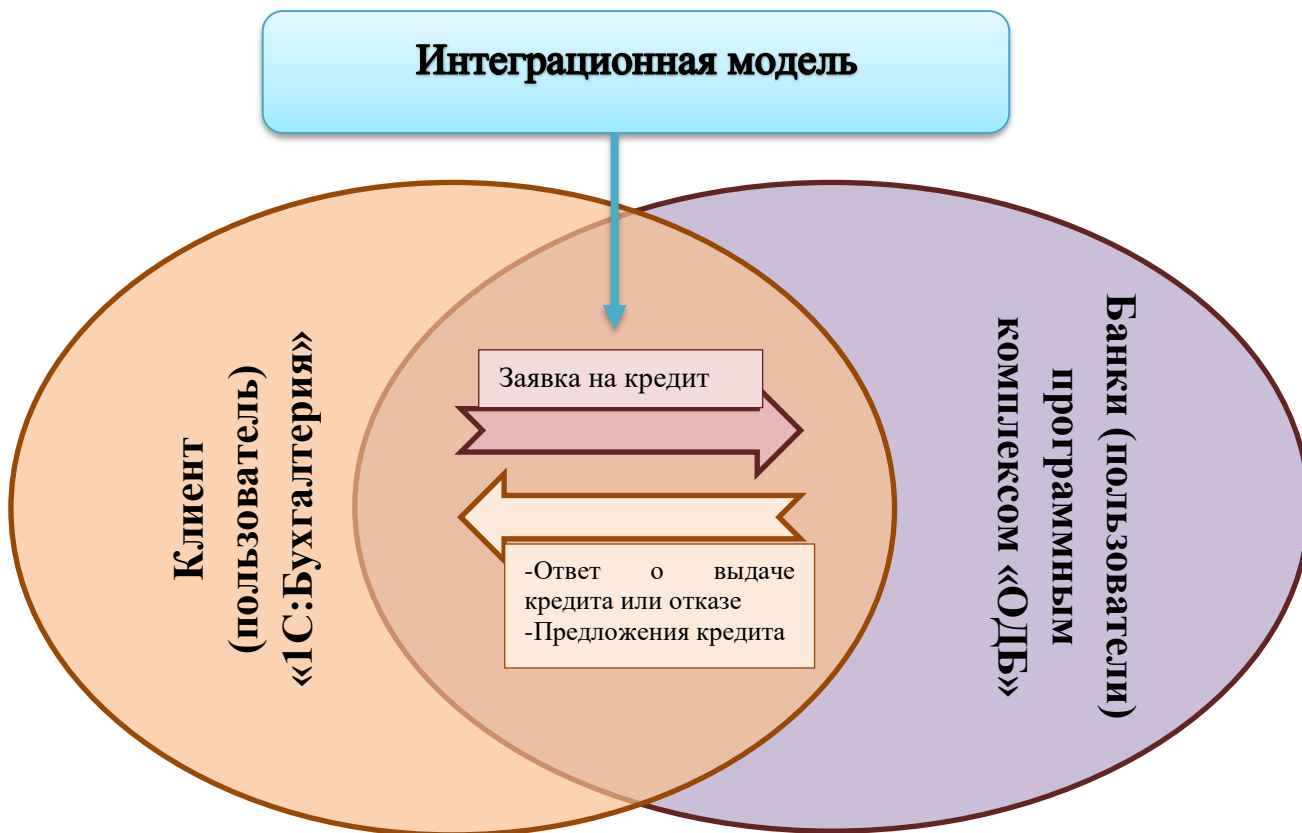 Интеграционная модель
Клиент
(пользователь)
«1С:Бухгалтерия»
Заявка на кредит
-Ответ о выдаче
кредита или отказе
-Предложения кредита
Банки (пользователи)
программным
комплексом «ОДБ»